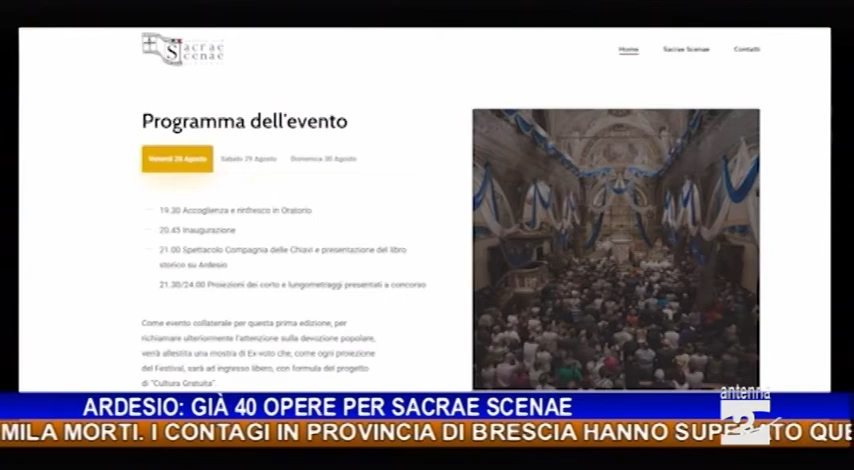 Sacrae
Scenae
Home Sacrae Scenae Contatti
Programma dell'evento
Venerdì 28 Agosto Sabato 29 Agosto Domenica 30 Agosto
19.30 Accoglienza e rinfresco in Oratorio
20.45 Inaugurazione
21.00 Spettacolo Compagnia delle Chiavi e presentazione del libro
storico su Ardesio
21.30/24.00 Proiezioni dei corto e lungometraggi presentati a concorso
Come evento collaterale per questa prima edizione, per
richiamare ulteriormente l'attenzione sulla devozione popolare,
verrà allestita una mostra di Ex-voto che, come ogni proiezione
del Festival, sarà ad ingresso libero, con formula del progetto
di "Cultura Gratuita".
antenna
2
ARDESIO: GIÀ 40 OPERE PER SACRAE SCENAE
MILA MORTI. I CONTAGI IN PROVINCIA DI BRESCIA HANNO SUPERATO QUE